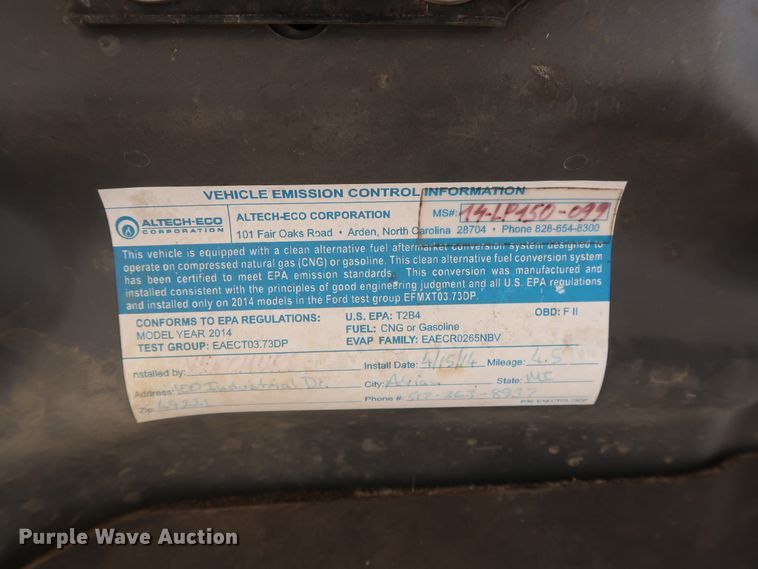 VEHICLE EMISSION CONTROL INFORMATION
ALTECH-ECO
CORPORATION
ALTECH-ECO CORPORATION MS#: 14-LP150-099
101 Fair Oaks Road • Arden, North Carolina 28704 • Phone 828-654-8300
This vehicle is equipped with a clean alternative fuel aftermarket conversion system designed to
operate on compressed natural gas (CNG) or gasoline. This clean alternative fuel conversion system
has been certified to meet EPA emission standards. This conversion was manufactured and
installed consistent with the principles of good engineering judgment and all U.S. EPA regulations
and installed only on 2014 models in the Ford test group EFMXT03.73DP.
CONFORMS TO EPA REGULATIONS: U.S. EPA: T2B4 OBD: F II
MODEL YEAR 2014 FUEL: CNG or Gasoline
TEST GROUP: EAECT03.73DP EVAP FAMILY: EAECR0265NBV
nstalled by: Install Date: 4/15/14 Mileage: 4.5
Address: 100 Industrial Dr. City: Adrian State: MI
Zip: 49221 Phone #: 517-263-8937
Purple Wave Auction